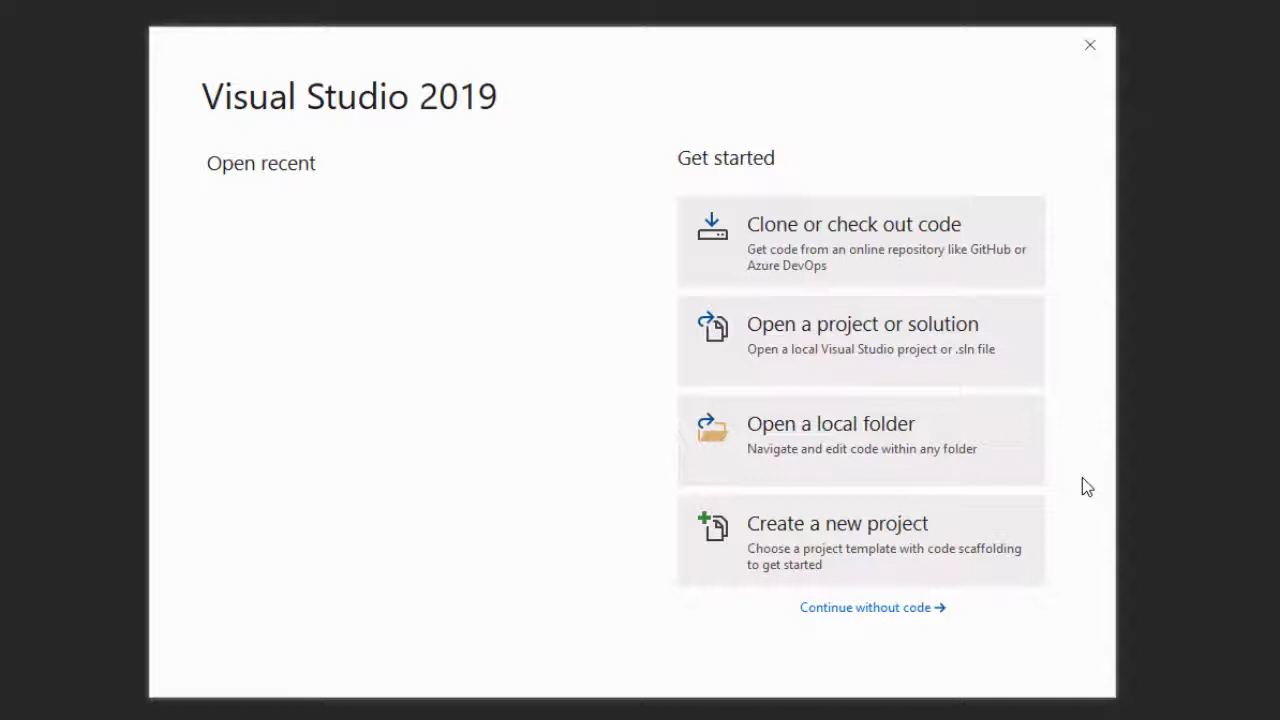 Visual Studio 2019
Open recent
Get started
Clone or check out code
Get code from an online repository like GitHub or
Azure DevOps
Open a project or solution
Open a local Visual Studio project or .sln file
Open a local folder
Navigate and edit code within any folder
Create a new project
Choose a project template with code scaffolding
to get started
Continue without code →